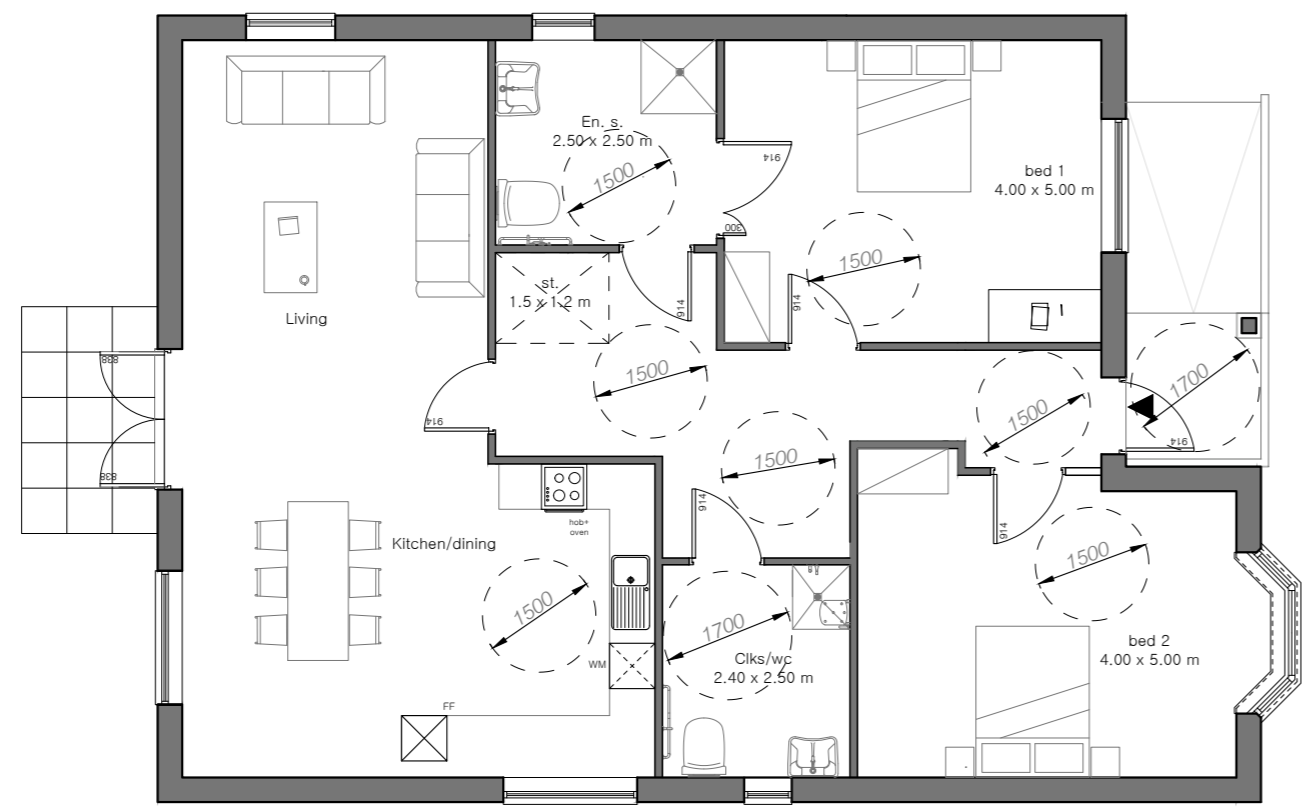 En. s.
2.50 x 2.50 m
1500
914
300
bed 1
4.00 x 5.00 m
1500
914
st.
1.5 x 1.2 m
914
Living
838
838
914
1500
1500
1500
1700
914
914
914
1500
hob+
oven
Kitchen/dining
1500
WM
FF
1700
Clks/wc
2.40 x 2.50 m
bed 2
4.00 x 5.00 m